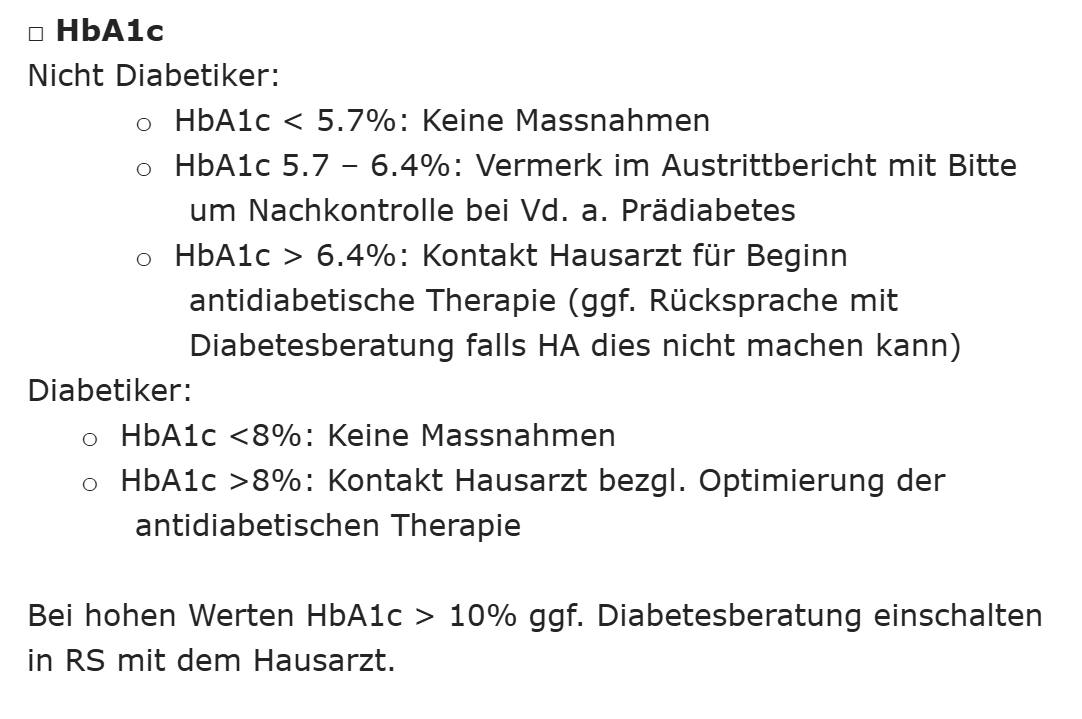 □ HbA1c
Nicht Diabetiker:
○ HbA1c < 5.7%: Keine Massnahmen
○ HbA1c 5.7 – 6.4%: Vermerk im Austrittbericht mit Bitte
um Nachkontrolle bei Vd. a. Prädiabetes
○ HbA1c > 6.4%: Kontakt Hausarzt für Beginn
antidiabetische Therapie (ggf. Rücksprache mit
Diabetesberatung falls HA dies nicht machen kann)
Diabetiker:
○ HbA1c <8%: Keine Massnahmen
○ HbA1c >8%: Kontakt Hausarzt bezgl. Optimierung der
antidiabetischen Therapie
Bei hohen Werten HbA1c > 10% ggf. Diabetesberatung einschalten
in RS mit dem Hausarzt.